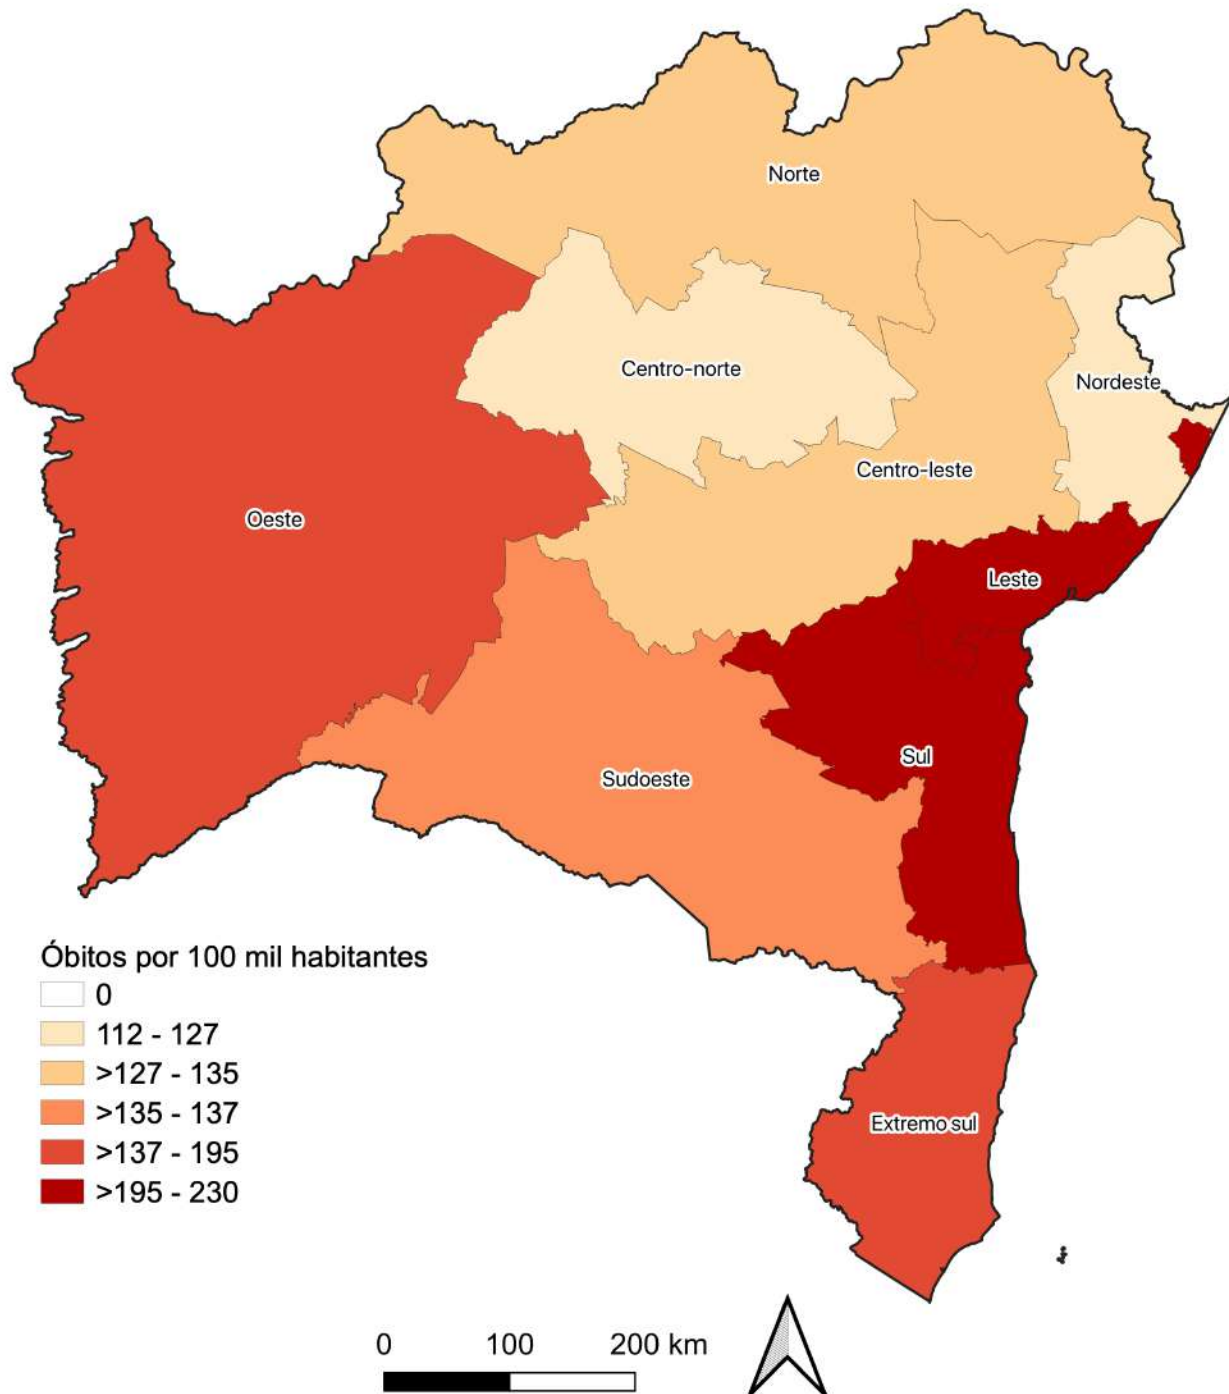 Norte
Centro-norte
Nordeste
Centro-leste
Oeste
Leste
Sul
Sudoeste
Extremo sul
Óbitos por 100 mil habitantes
0
112 - 127
>127 - 135
>135 - 137
>137 - 195
>195 - 230
0 100 200 km